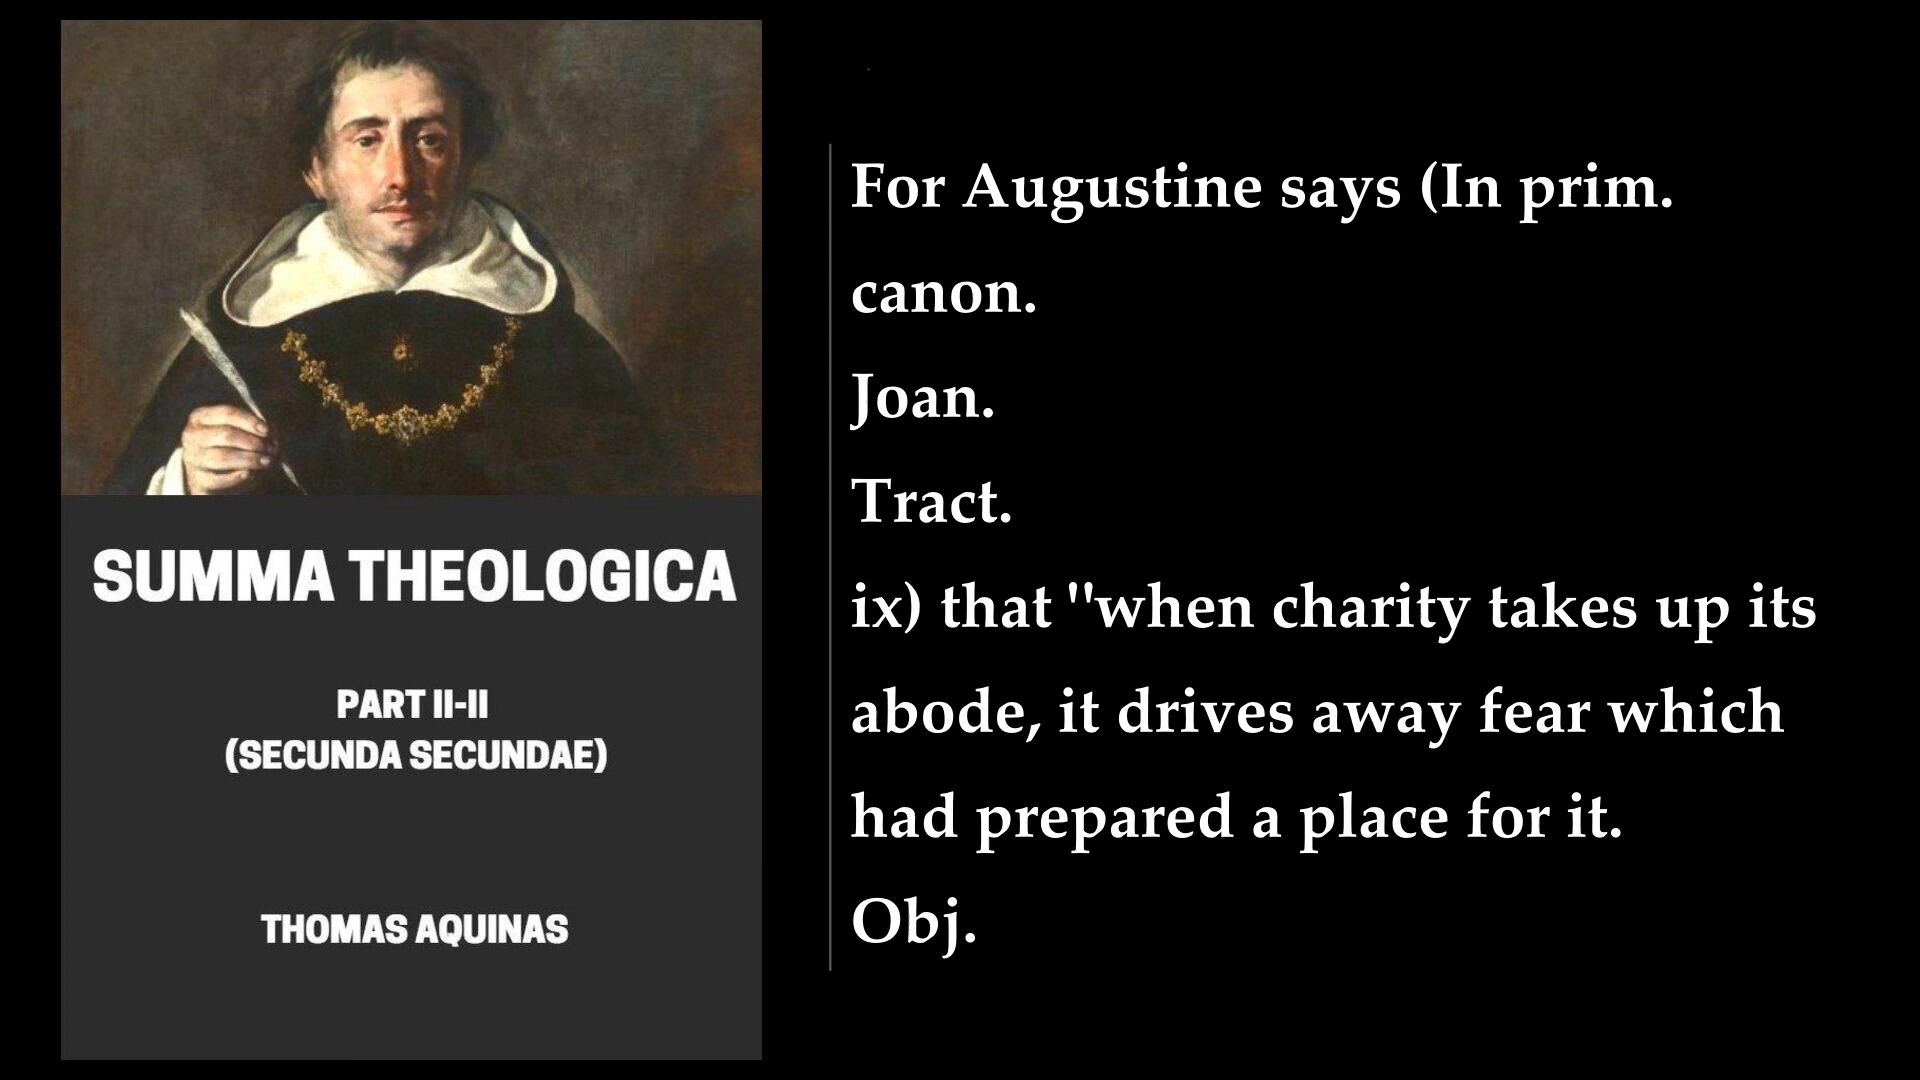 SUMMA THEOLOGICA
PART II-II
(SECUNDA SECUNDAE)
THOMAS AQUINAS
For Augustine says (In prim.
canon.
Joan.
Tract.
ix) that "when charity takes up its
abode, it drives away fear which
had prepared a place for it.
Obj.